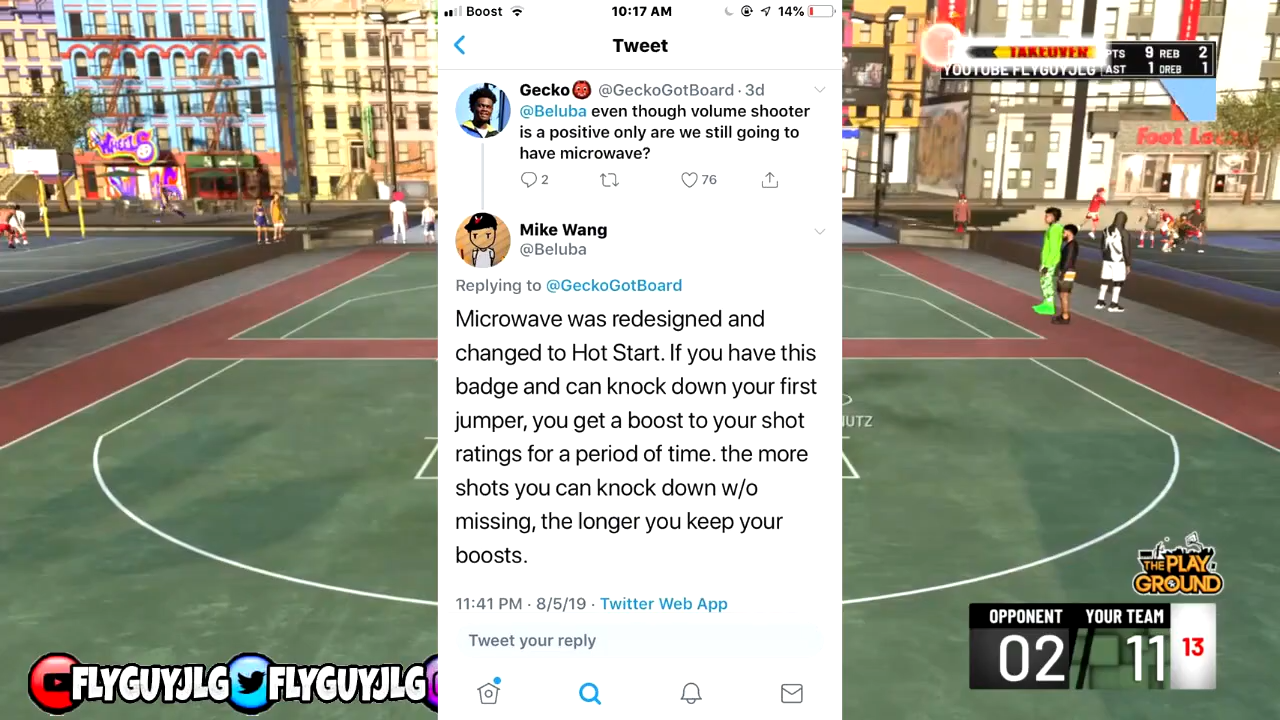 Boost
10:17 AM
14%
Tweet
Gecko @GeckoGotBoard · 3d
@Beluba even though volume shooter
is a positive only are we still going to
have microwave?
2
76
Mike Wang
@Beluba
Replying to @GeckoGotBoard
Microwave was redesigned and
changed to Hot Start. If you have this
badge and can knock down your first
jumper, you get a boost to your shot
ratings for a period of time. the more
shots you can knock down w/o
missing, the longer you keep your
boosts.
11:41 PM · 8/5/19 · Twitter Web App
Tweet your reply
TAKEOVER
PTS 9 REB 2
YOUTUBE FLYGUYJLG AST 1 DREB 1
WHEELS
Foot
THE PLAY
GROUND
OPPONENT YOUR TEAM
02 11 13
FLYGUYJLG FLYGUYJLG